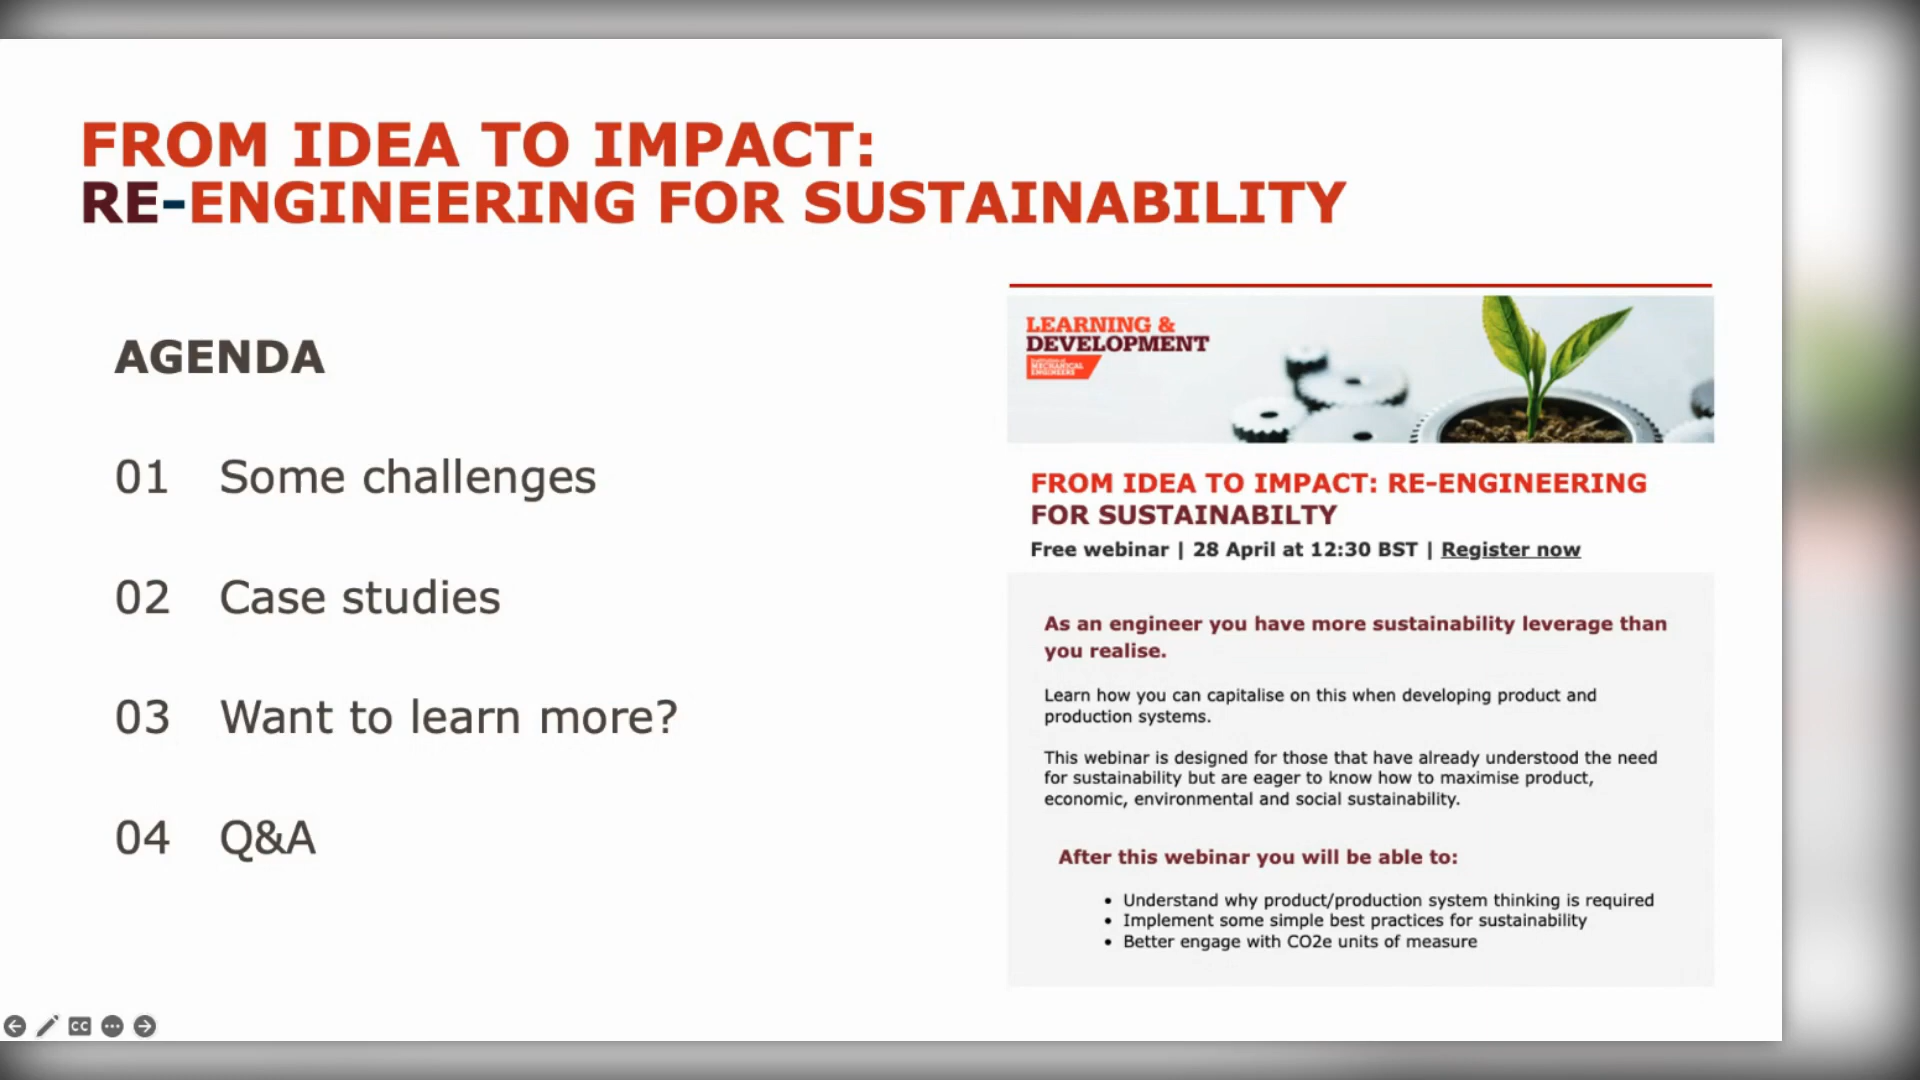 FROM IDEA TO IMPACT:
RE-ENGINEERING FOR SUSTAINABILITY
AGENDA
01 Some challenges
02 Case studies
03 Want to learn more?
04 Q&A
LEARNING &
DEVELOPMENT
Institution of
MECHANICAL
ENGINEERS
FROM IDEA TO IMPACT: RE-ENGINEERING
FOR SUSTAINABILTY
Free webinar | 28 April at 12:30 BST | Register now
As an engineer you have more sustainability leverage than
you realise.
Learn how you can capitalise on this when developing product and
production systems.
This webinar is designed for those that have already understood the need
for sustainability but are eager to know how to maximise product,
economic, environmental and social sustainability.
After this webinar you will be able to:
• Understand why product/production system thinking is required
• Implement some simple best practices for sustainability
• Better engage with CO2e units of measure
CC